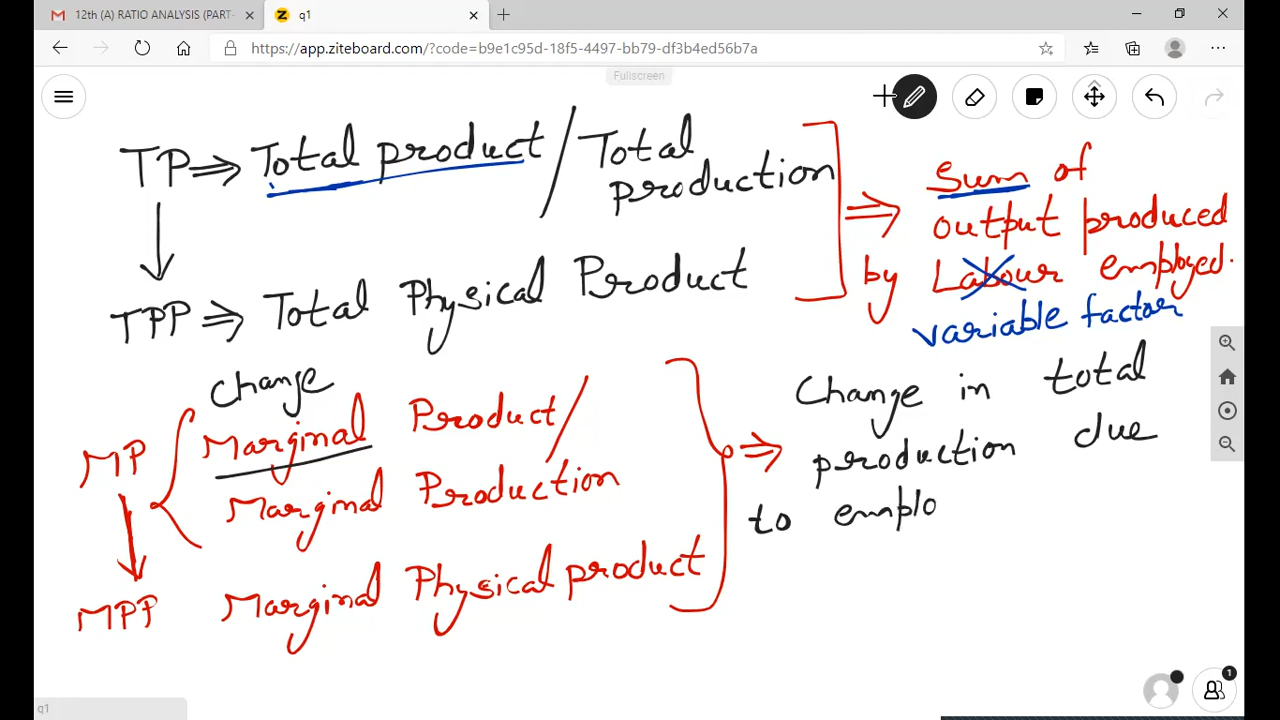 12th (A) RATIO ANALYSIS (PART-
q1
https://app.ziteboard.com/?code=b9e1c95d-18f5-4497-bb79-df3b4ed56b7a
Fullscreen
TP ⇒ Total product / Total production
TPP ⇒ Total Physical Product
⇒ Sum of
output produced
by Labour employed.
variable factor
Change
MP Marginal Product /
Marginal Production
MPP Marginal Physical product
⇒ Change in total
production due
to emplo
1
q1